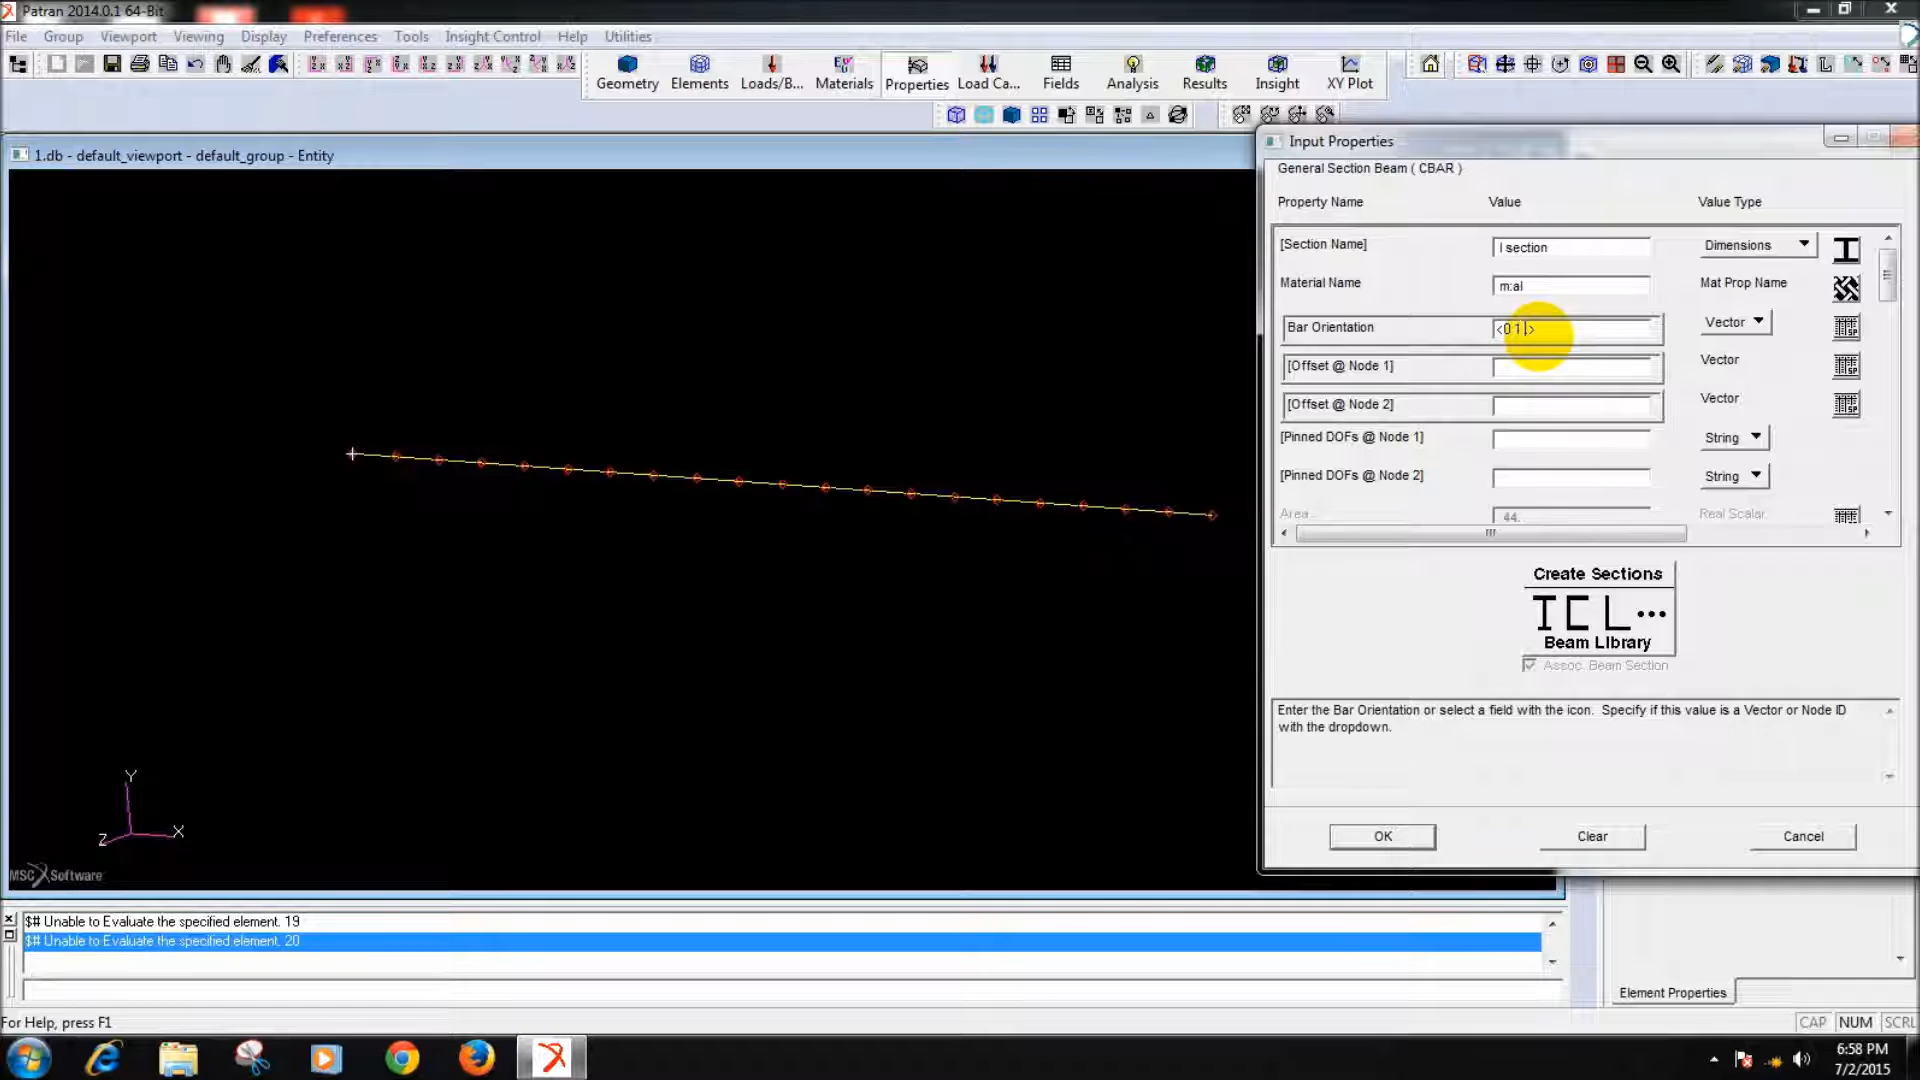 Patran 2014.0.1 64-Bit
File Group Viewport Viewing Display Preferences Tools Insight Control Help Utilities
Geometry Elements Loads/B... Materials Properties Load Ca... Fields Analysis Results Insight XY Plot
1.db - default_viewport - default_group - Entity
Input Properties
General Section Beam ( CBAR )
Property Name Value Value Type
[Section Name] I section Dimensions
Material Name m:al Mat Prop Name
Bar Orientation <0 1 > Vector
[Offset @ Node 1] Vector
[Offset @ Node 2] Vector
[Pinned DOFs @ Node 1] String
[Pinned DOFs @ Node 2] String
Area 44. Real Scalar
Create Sections
I C L ...
Beam Library
Assoc. Beam Section
Enter the Bar Orientation or select a field with the icon. Specify if this value is a Vector or Node ID
with the dropdown.
OK Clear Cancel
Y
Z X
MSC Software
$# Unable to Evaluate the specified element. 19
$# Unable to Evaluate the specified element. 20
Element Properties
For Help, press F1
CAP NUM SCRL
6:58 PM
7/2/2015